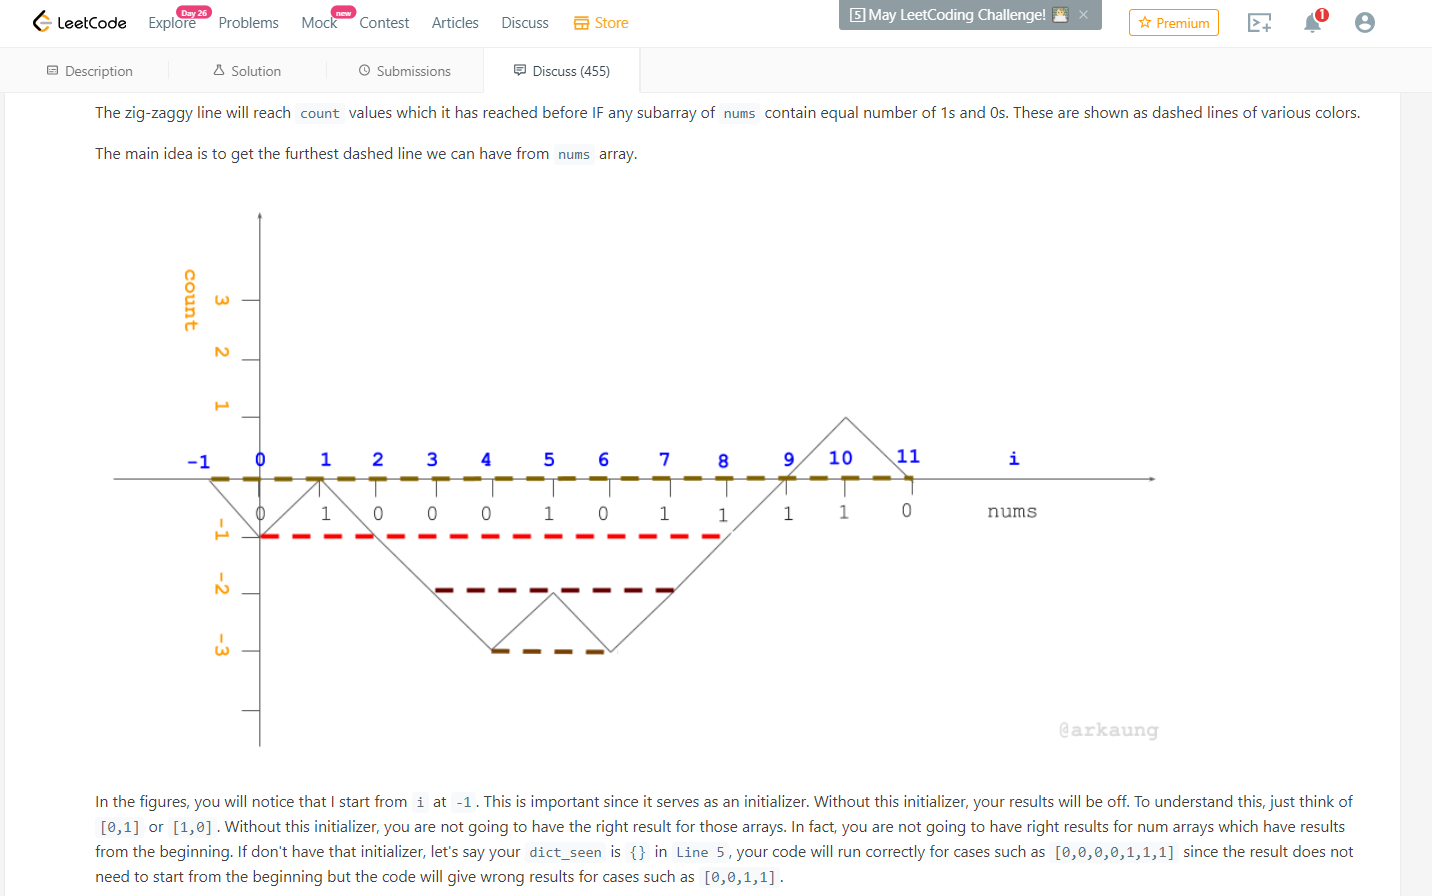 LeetCode Explore Day 26 Problems Mock new Contest Articles Discuss Store [5] May LeetCoding Challenge! × Premium 1
Description Solution Submissions Discuss (455)
The zig-zaggy line will reach count values which it has reached before IF any subarray of nums contain equal number of 1s and 0s. These are shown as dashed lines of various colors.
The main idea is to get the furthest dashed line we can have from nums array.
count
3
2
1
-1 0 1 2 3 4 5 6 7 8 9 10 11 i
0 1 0 0 0 1 0 1 1 1 1 0 nums
-1
-2
-3
@arkaung
In the figures, you will notice that I start from i at -1. This is important since it serves as an initializer. Without this initializer, your results will be off. To understand this, just think of
[0,1] or [1,0]. Without this initializer, you are not going to have the right result for those arrays. In fact, you are not going to have right results for num arrays which have results
from the beginning. If don't have that initializer, let's say your dict_seen is {} in Line 5, your code will run correctly for cases such as [0,0,0,0,1,1,1] since the result does not
need to start from the beginning but the code will give wrong results for cases such as [0,0,1,1].